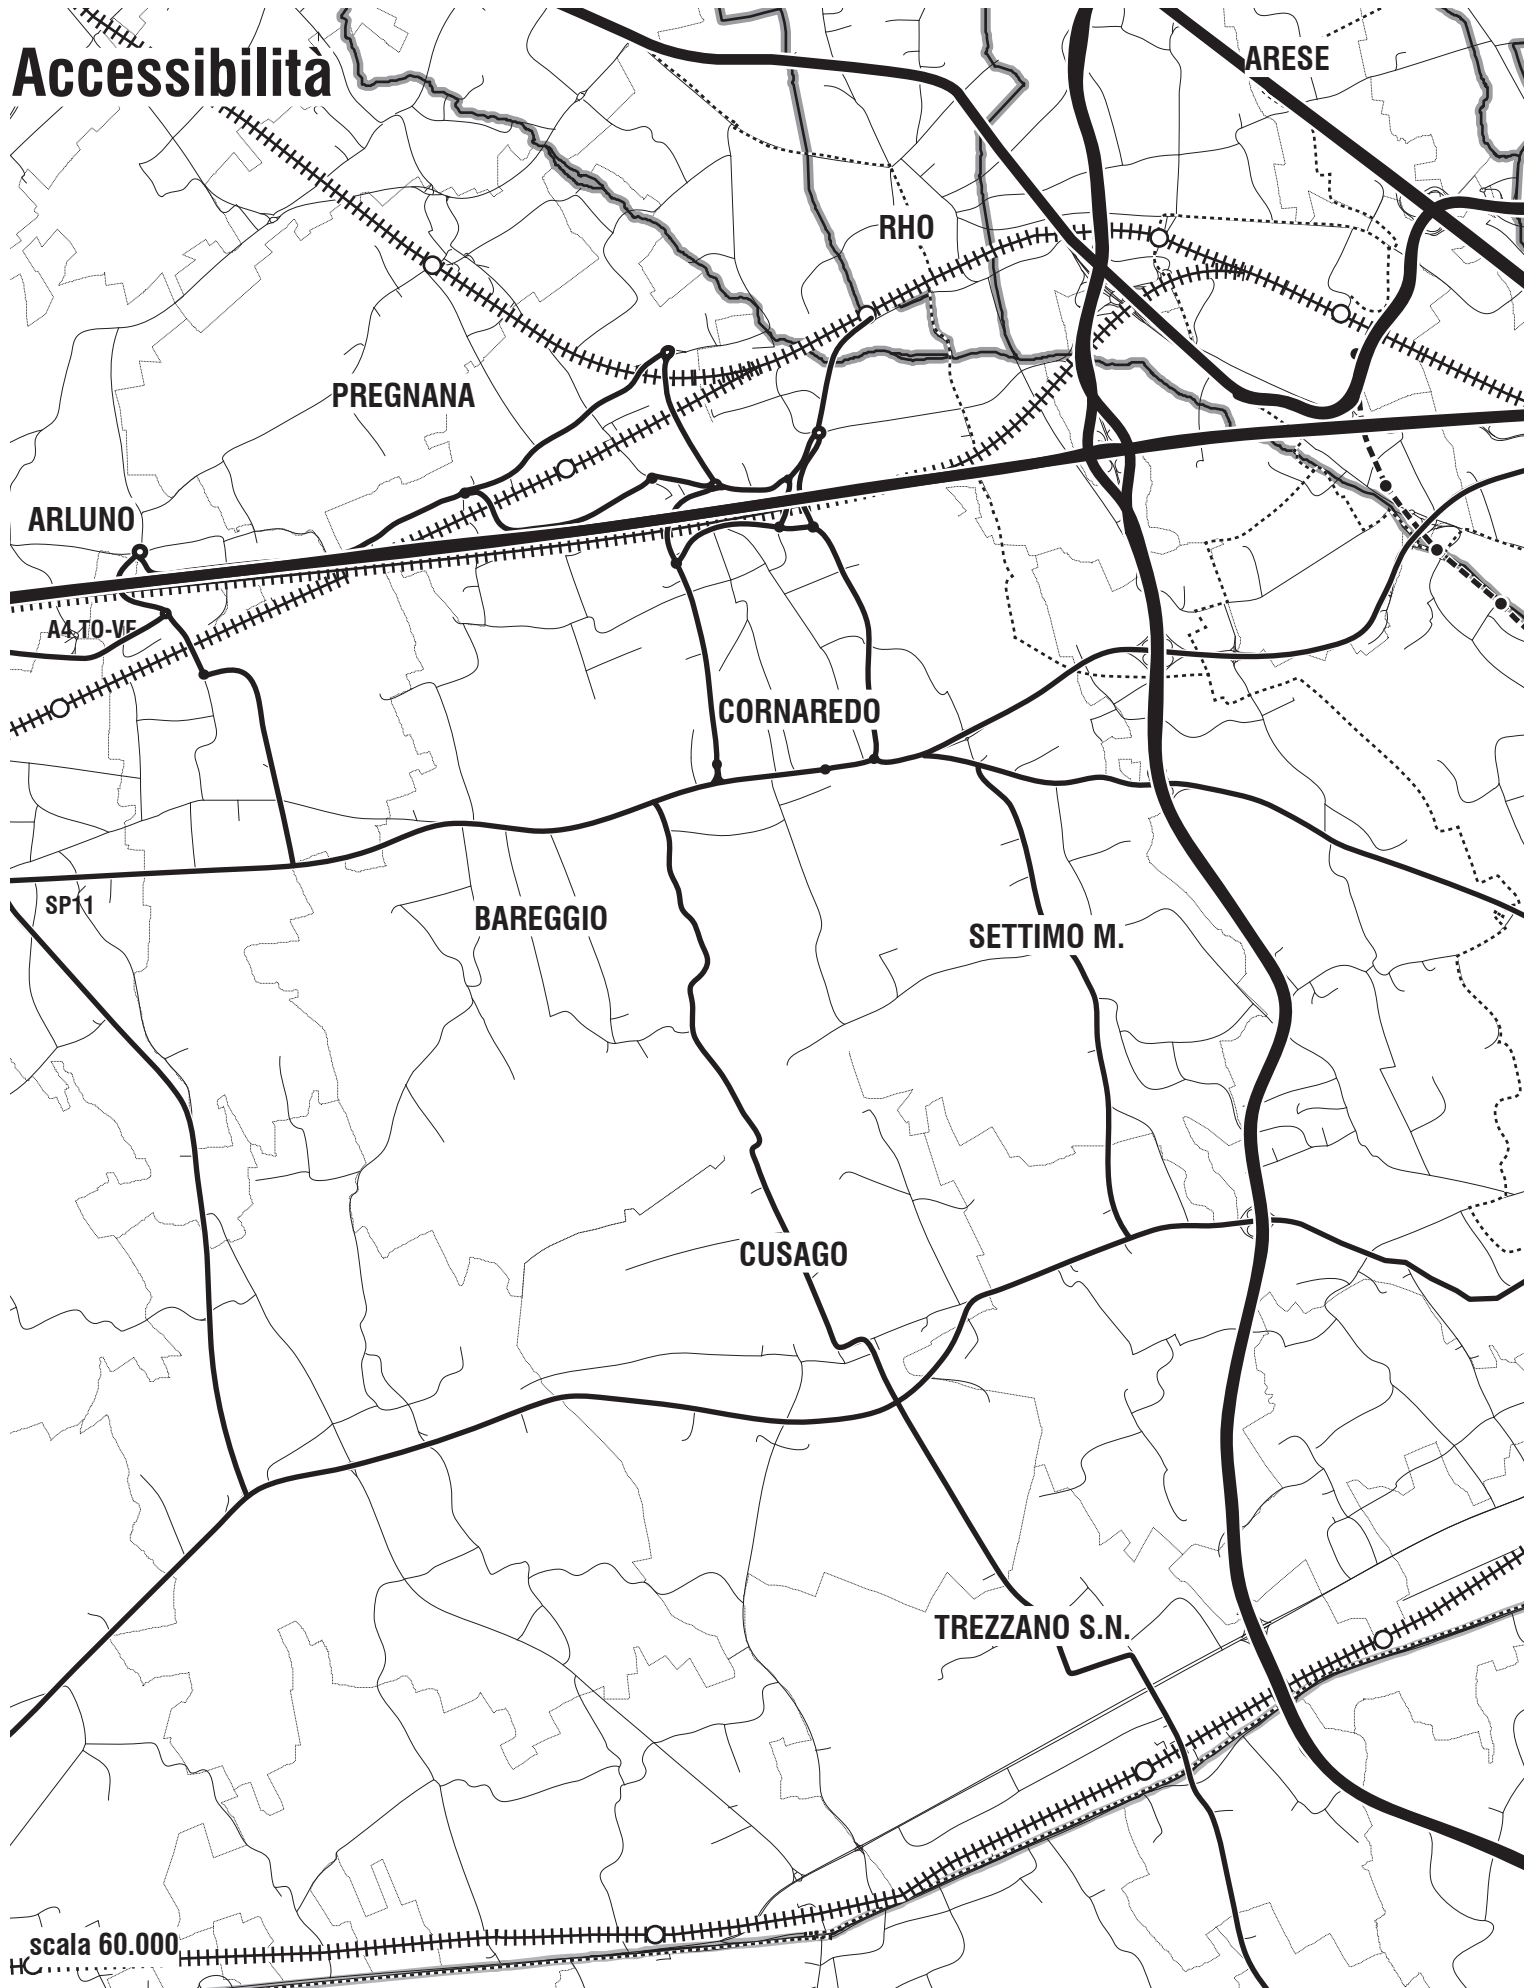 Accessibilità
ARESE
RHO
PREGNANA
ARLUNO
A4 TO-VE
CORNAREDO
SP11
BAREGGIO
SETTIMO M.
CUSAGO
TREZZANO S.N.
scala 60.000